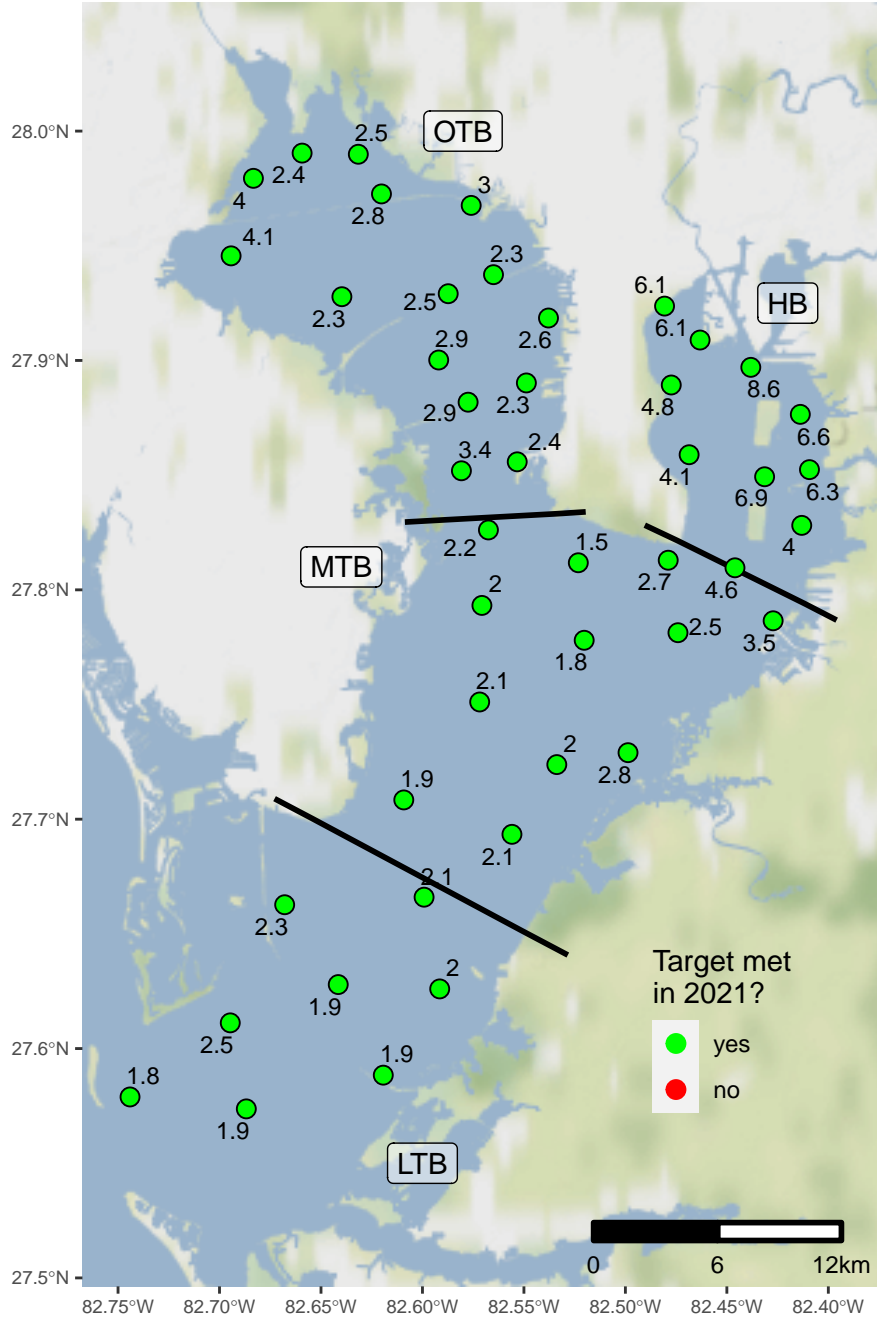 2.5
OTB
28.0°N
2.4
4
2.8
3
4.1
2.3
2.5
2.3
6.1
HB
2.6
6.1
2.9
27.9°N
8.6
4.8
2.3
2.9
6.6
3.4
2.4
4.1
6.9
6.3
4
2.2
1.5
MTB
2.7
4.6
27.8°N
2
2.5
3.5
1.8
2.1
2
2.8
1.9
27.7°N
2.1
2.1
2.3
Target met
in 2021?
2
1.9
2.5
yes
27.6°N
1.9
1.8
no
1.9
LTB
0
6
12km
27.5°N
82.75°W
82.70°W
82.65°W
82.60°W
82.55°W
82.50°W
82.45°W
82.40°W